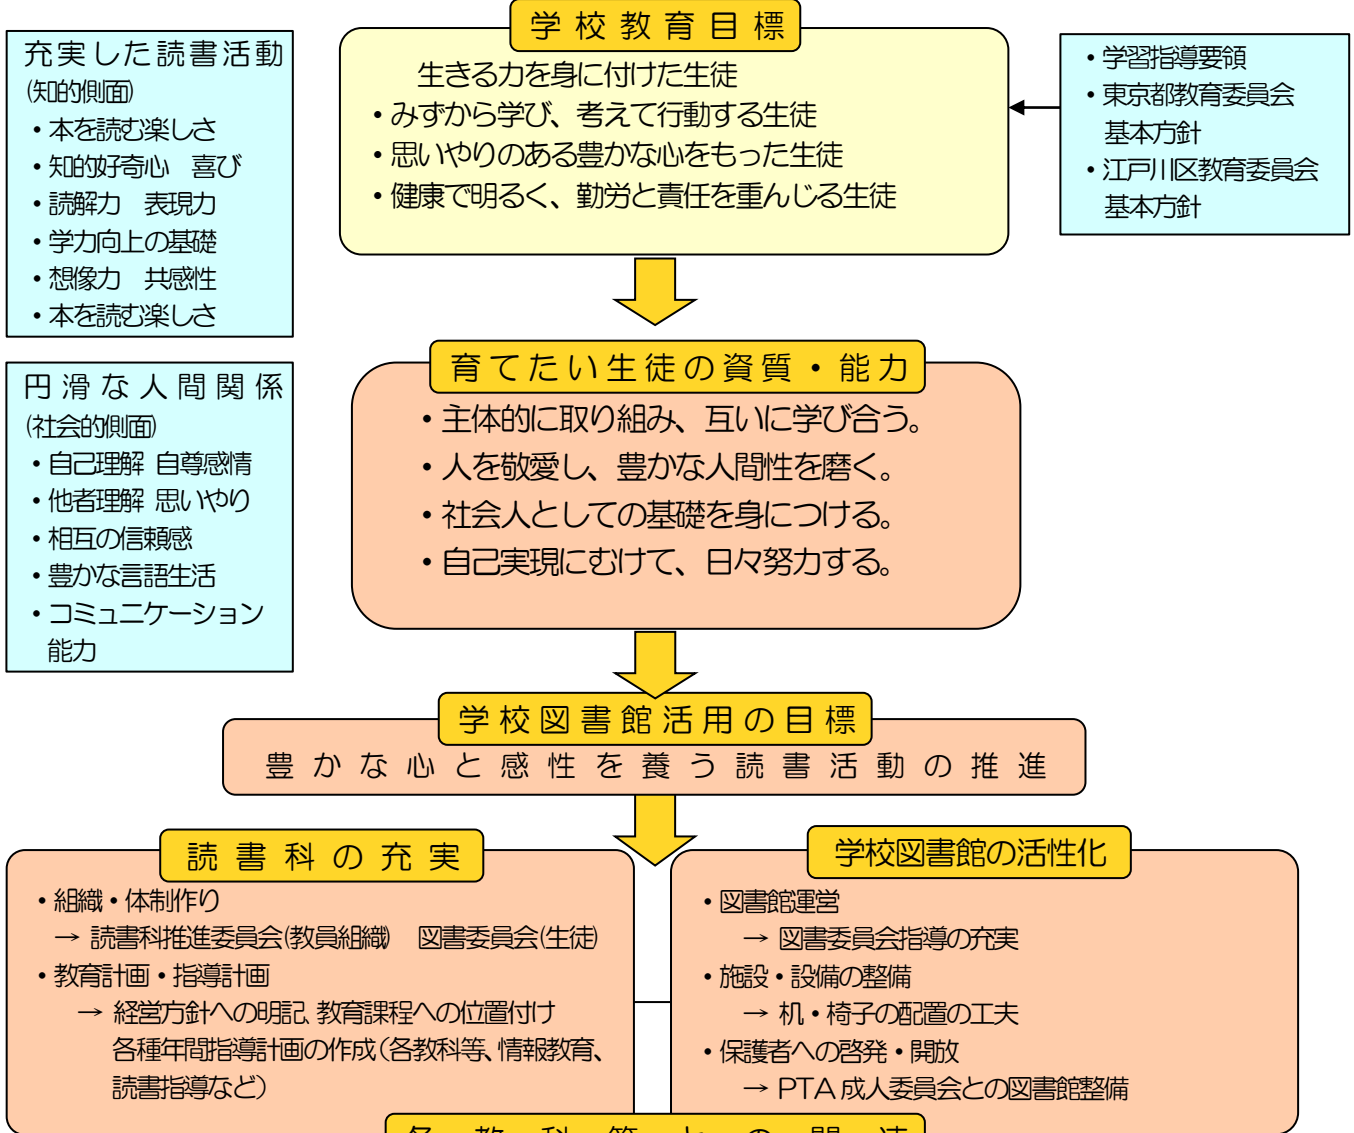 学校教育目標
生きる力を身に付けた生徒
・みずから学び、考えて行動する生徒
・思いやりのある豊かな心をもった生徒
・健康で明るく、勤労と責任を重んじる生徒
・学習指導要領
・東京都教育委員会
基本方針
・江戸川区教育委員会
基本方針
充実した読書活動
(知的側面)
・本を読む楽しさ
・知的好奇心　喜び
・読解力　表現力
・学力向上の基礎
・想像力　共感性
・本を読む楽しさ
円滑な人間関係
(社会的側面)
・自己理解 自尊感情
・他者理解 思いやり
・相互の信頼感
・豊かな言語生活
・コミュニケーション
能力
育てたい生徒の資質・能力
・主体的に取り組み、互いに学び合う。
・人を敬愛し、豊かな人間性を磨く。
・社会人としての基礎を身につける。
・自己実現にむけて、日々努力する。
学校図書館活用の目標
豊かな心と感性を養う読書活動の推進
読書科の充実
・組織・体制作り
→ 読書科推進委員会(教員組織)　図書委員会(生徒)
・教育計画・指導計画
→ 経営方針への明記、教育課程への位置付け
各種年間指導計画の作成（各教科等、情報教育、
読書指導など）
学校図書館の活性化
・図書館運営
→ 図書委員会指導の充実
・施設・設備の整備
→ 机・椅子の配置の工夫
・保護者への啓発・開放
→ PTA 成人委員会との図書館整備
各教科等との関連